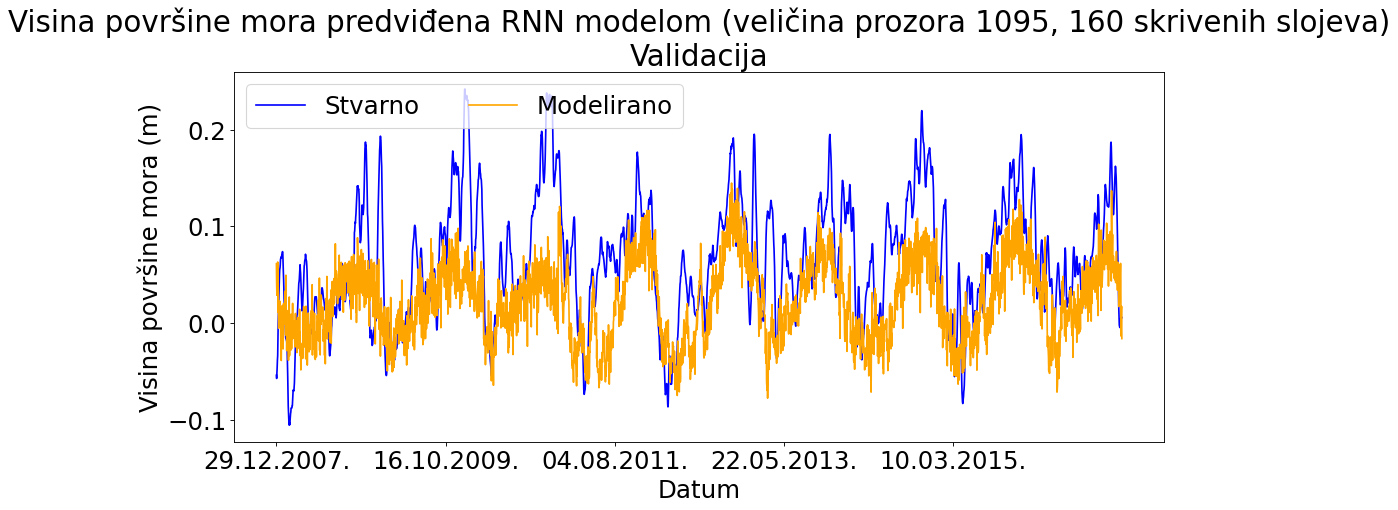 Visina površine mora predviđena RNN modelom (veličina prozora 1095, 160 skrivenih slojeva)
Validacija
Stvarno
Modelirano
Visina površine mora (m)
0.2
0.1
0.0
−0.1
29.12.2007.
16.10.2009.
04.08.2011.
22.05.2013.
10.03.2015.
Datum